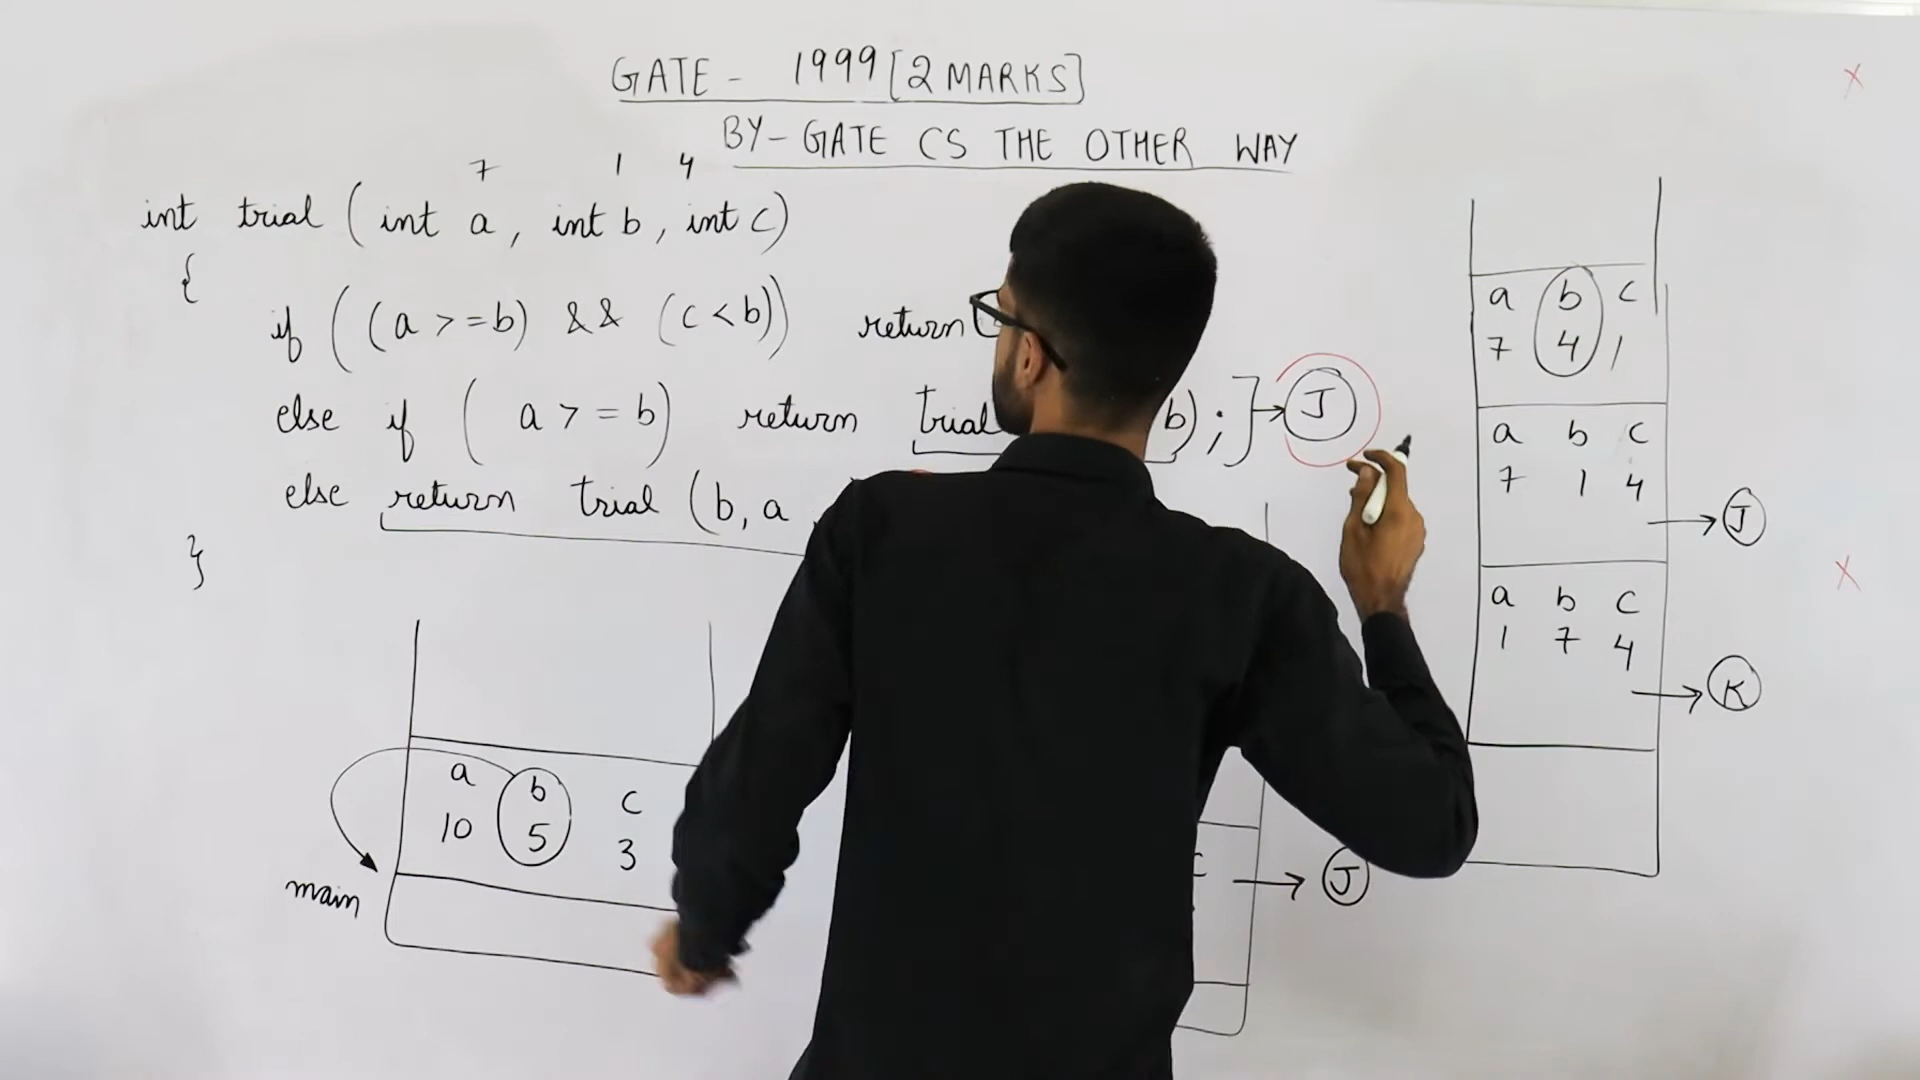 GATE - 1999 [2 MARKS]
BY - GATE CS THE OTHER WAY
7 1 4
int trial ( int a , int b , int c )
{
if ( ( a > = b ) && ( c < b ) ) return
else if ( a > = b ) return trial b ) ; ] → J
else return trial ( b , a
}
a b c
7 4 1
a b c
7 1 4
→ J
a b c
1 7 4
→ K
a b c
10 5 3
main
c → J